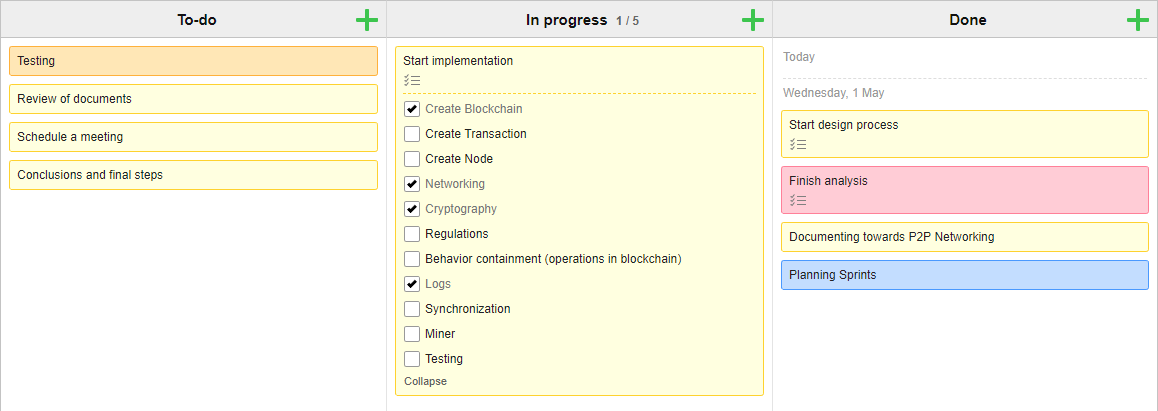 To-do
Testing
Review of documents
Schedule a meeting
Conclusions and final steps
In progress 1 / 5
Start implementation
Create Blockchain
Create Transaction
Create Node
Networking
Cryptography
Regulations
Behavior containment (operations in blockchain)
Logs
Synchronization
Miner
Testing
Collapse
Done
Today
Wednesday, 1 May
Start design process
Finish analysis
Documenting towards P2P Networking
Planning Sprints